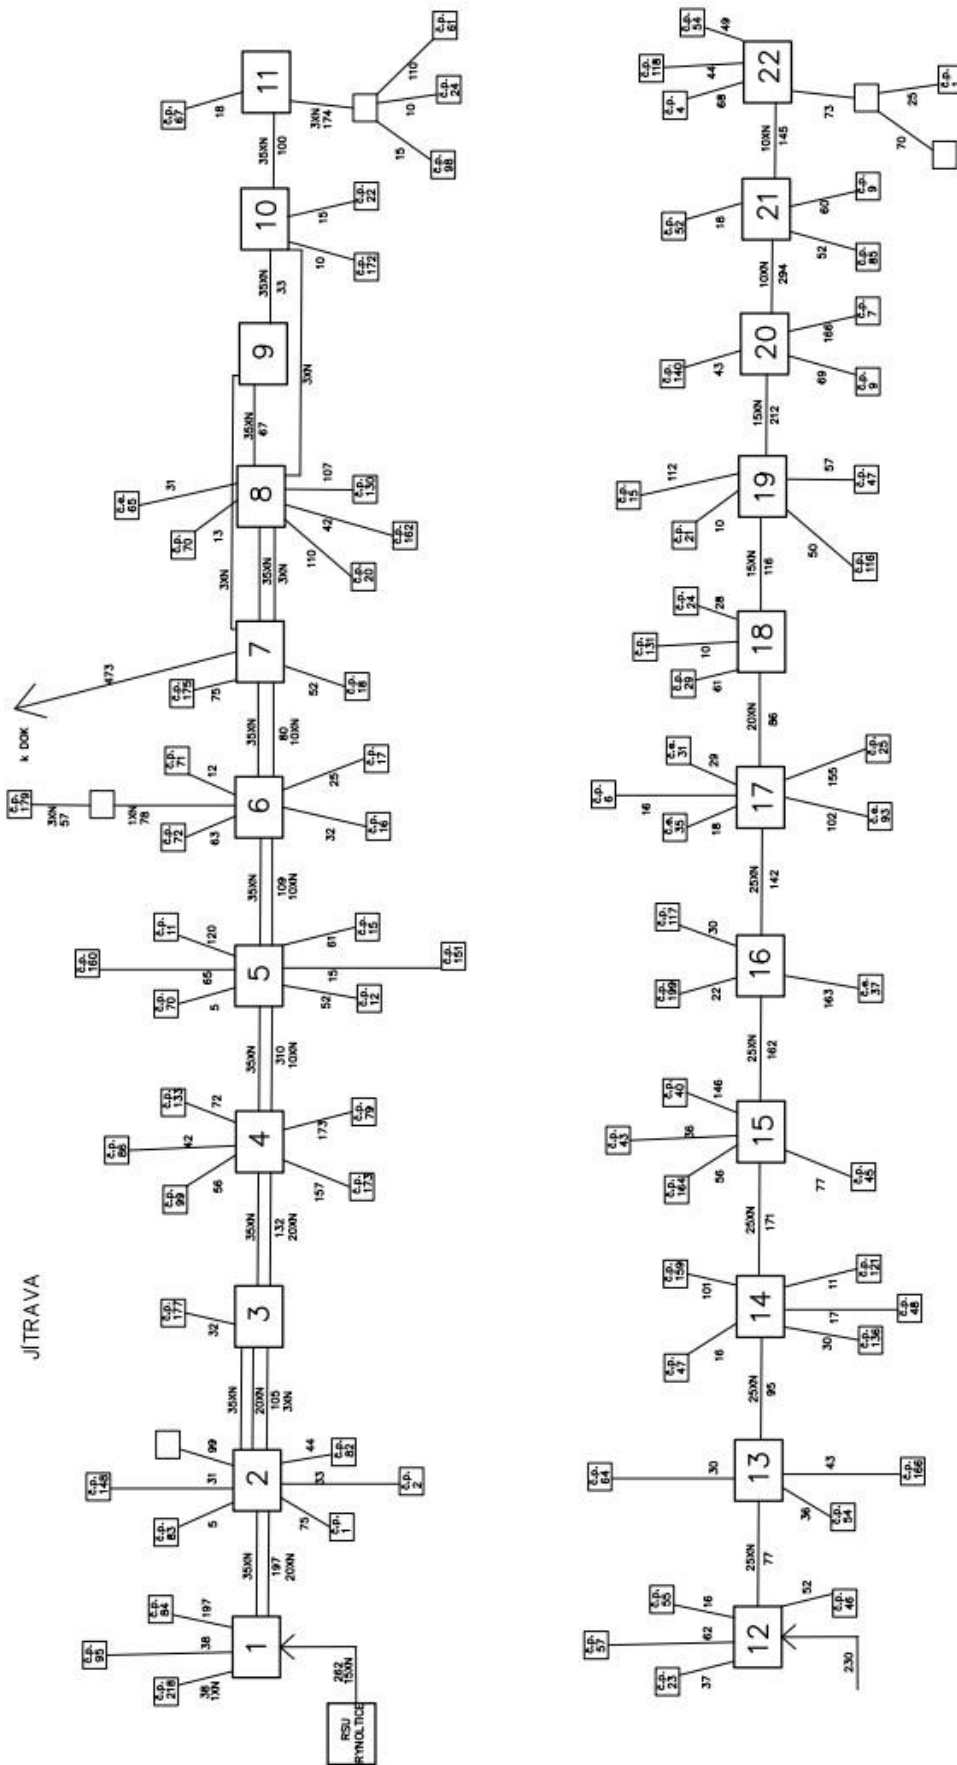 JÍTRAVA
RSU
RYNOLTICE
262
15XN
1
č.p.
218
38
1XN
č.p.
95
38
č.p.
84
197
35XN
197
20XN
2
č.p.
83
5
č.p.
148
31
99
č.p.
1
75
č.p.
2
33
č.p.
82
44
35XN
20XN
105
3XN
3
č.p.
177
32
35XN
132
20XN
4
č.p.
99
56
č.p.
86
42
č.p.
133
72
č.p.
173
157
č.p.
79
173
35XN
310
10XN
5
č.p.
70
5
č.p.
160
65
č.p.
11
120
č.p.
12
52
č.p.
151
15
č.p.
15
61
35XN
109
10XN
6
č.p.
72
63
č.p.
179
3XN
57
1XN
78
č.p.
71
12
č.p.
16
32
č.p.
17
25
35XN
80
10XN
7
č.p.
175
75
k DOK
473
č.p.
18
52
3XN
35XN
3XN
8
č.p.
70
13
č.e.
65
31
č.p.
20
110
č.p.
162
42
č.p.
130
107
35XN
67
3XN
9
35XN
33
10
č.p.
172
10
č.p.
22
15
35XN
100
11
č.p.
67
18
3XN
174
č.p.
98
15
č.p.
24
10
č.p.
61
110
230
12
č.p.
23
37
č.p.
57
62
č.p.
55
16
č.p.
46
52
25XN
77
13
č.p.
64
30
č.p.
54
36
č.p.
166
43
25XN
95
14
č.p.
47
16
č.p.
159
101
č.p.
136
30
č.p.
48
17
č.p.
121
11
25XN
171
15
č.p.
164
56
č.p.
43
36
č.p.
40
146
č.p.
45
77
25XN
162
16
č.p.
199
22
č.p.
117
30
č.e.
37
163
25XN
142
17
č.e.
35
18
č.p.
6
16
č.e.
31
29
č.e.
93
102
č.p.
25
155
20XN
86
18
č.p.
29
61
č.p.
131
10
č.p.
24
28
15XN
116
19
č.p.
21
10
č.p.
15
112
č.p.
116
50
č.p.
47
57
15XN
212
20
č.p.
140
43
č.p.
9
69
č.p.
7
166
10XN
294
21
č.p.
52
18
č.p.
85
52
č.p.
9
60
10XN
145
22
č.p.
4
68
č.p.
118
44
č.p.
54
49
73
70
25
č.p.
1